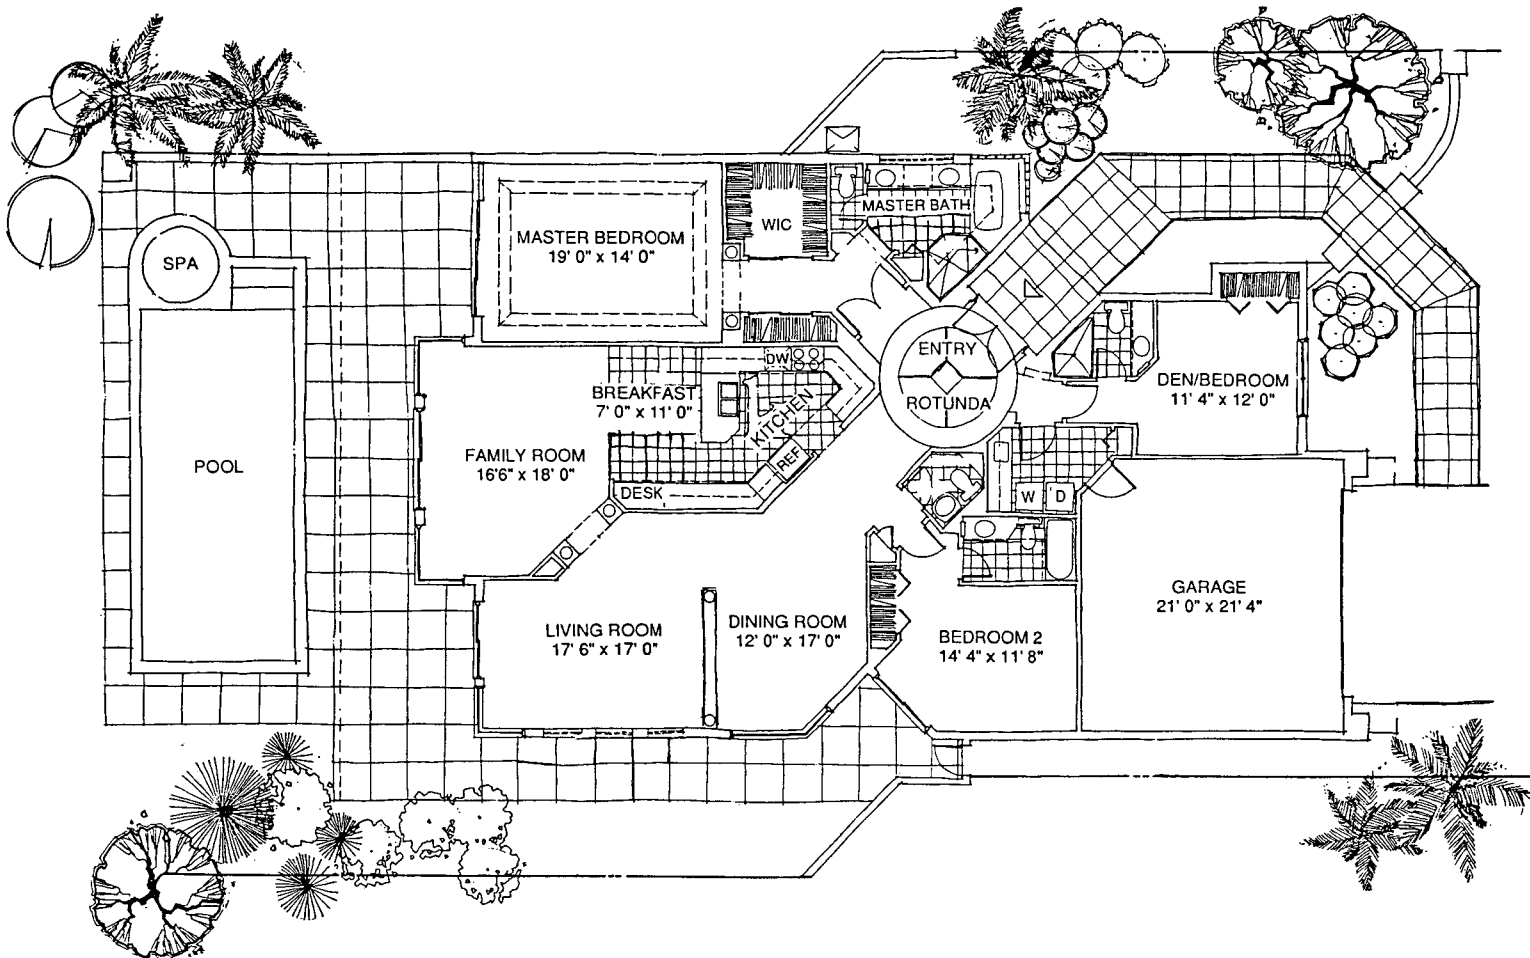 MASTER BEDROOM
19' 0" x 14' 0"
WIC
MASTER BATH
SPA
POOL
ENTRY
ROTUNDA
DW
BREAKFAST
7' 0" x 11' 0"
KITCHEN
REF
DESK
FAMILY ROOM
16'6" x 18' 0"
DEN/BEDROOM
11' 4" x 12' 0"
W
D
LIVING ROOM
17' 6" x 17' 0"
DINING ROOM
12' 0" x 17' 0"
BEDROOM 2
14' 4" x 11' 8"
GARAGE
21' 0" x 21' 4"